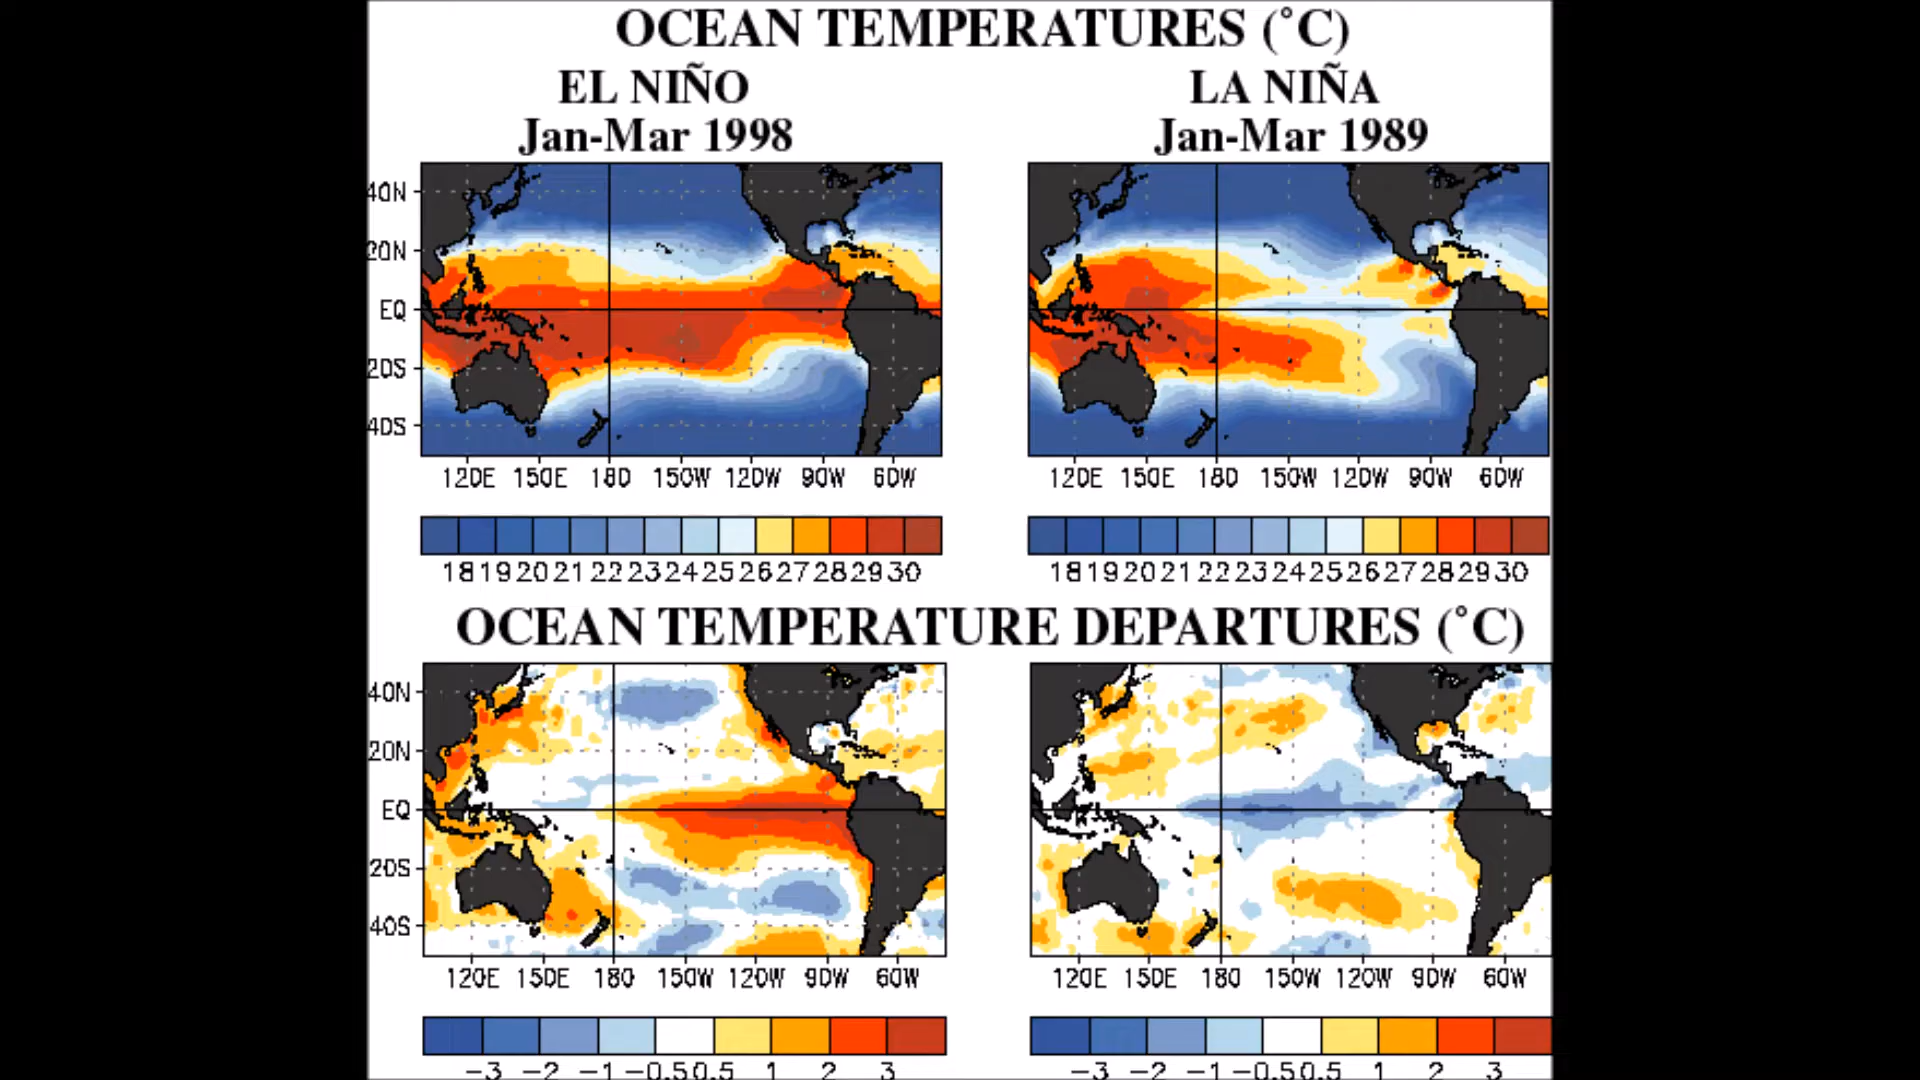 OCEAN TEMPERATURES (˚C)
EL NIÑO
Jan-Mar 1998
LA NIÑA
Jan-Mar 1989
40N
20N
EQ
20S
40S
120E 150E 180 150W 120W 90W 60W
120E 150E 180 150W 120W 90W 60W
18 19 20 21 22 23 24 25 26 27 28 29 30
18 19 20 21 22 23 24 25 26 27 28 29 30
OCEAN TEMPERATURE DEPARTURES (˚C)
40N
20N
EQ
20S
40S
120E 150E 180 150W 120W 90W 60W
120E 150E 180 150W 120W 90W 60W
−3 −2 −1 −0.5 0.5 1 2 3
−3 −2 −1 −0.5 0.5 1 2 3